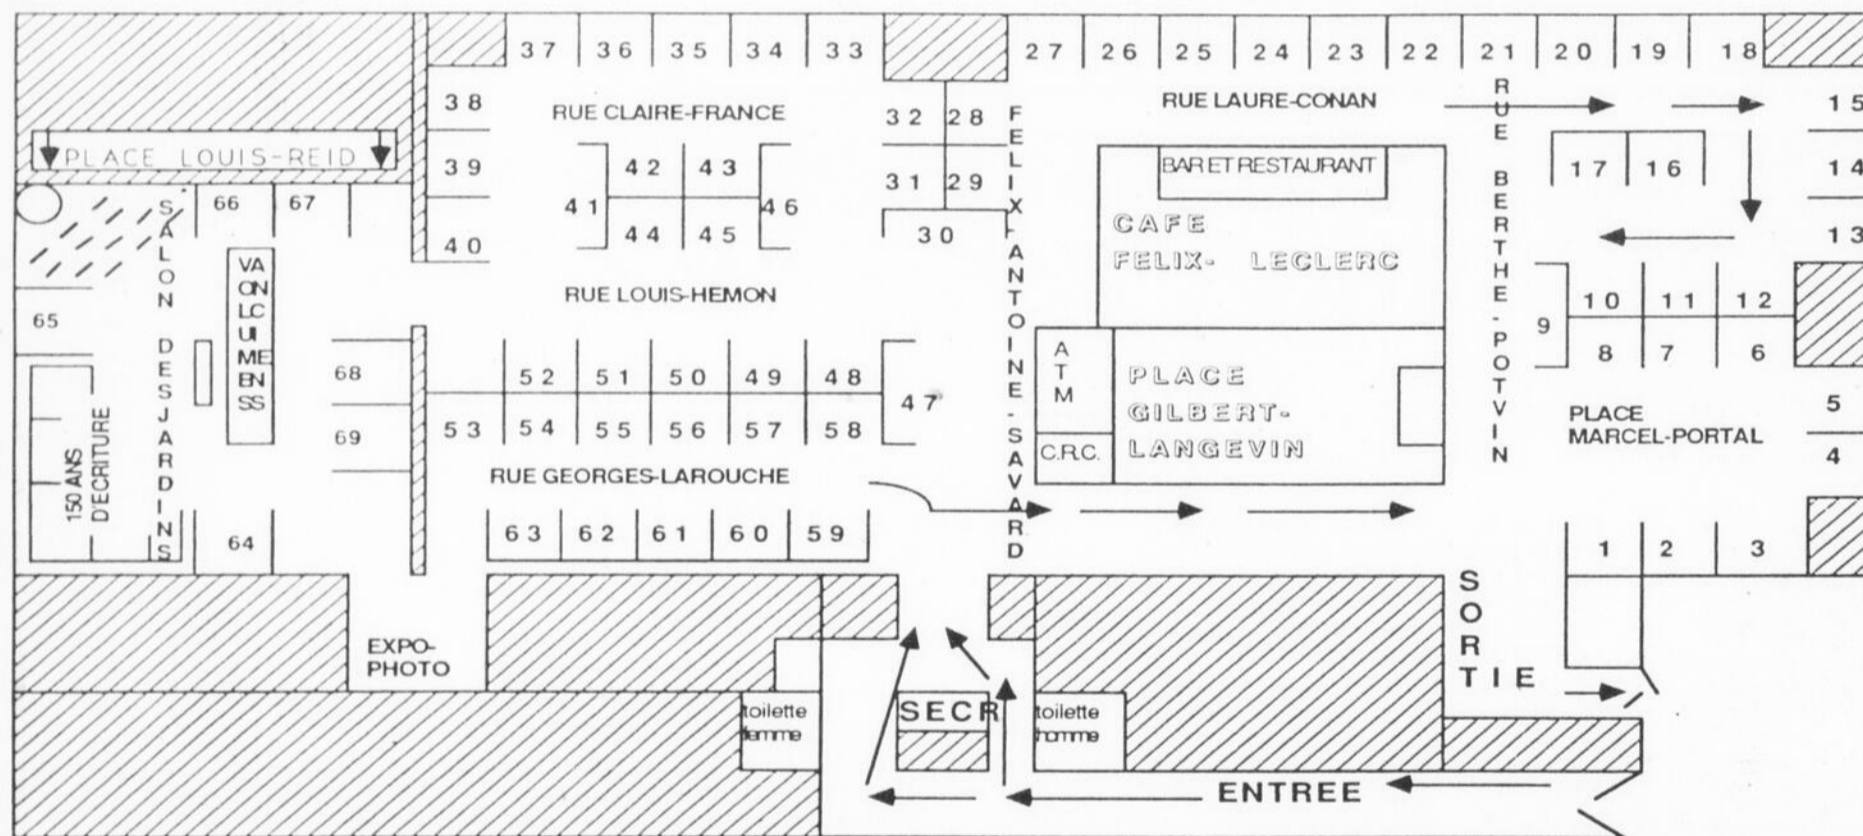 37 36 35 34 33
27 26 25 24 23 22 21 20 19 18
38
RUE CLAIRE-FRANCE
32 28
RUE LAURE-CONAN
15
PLACE LOUIS-REID
39
42 43
41
46
44 45
40
31 29
30
BAR ET RESTAURANT
CAFE
FELIX- LECLERC
17 16
14
13
66 67
SALON DESJARDINS
VALCUIMENS
ANCIENS
RUE LOUIS-HEMON
FELIX-ANTOINE-SAVARD
RUE BERTHE-POTVIN
10 11 12
9
8 7 6
65
68
69
52 51 50 49 48
47
53 54 55 56 57 58
ATM
C.R.C.
PLACE
GILBERT-
LANGEVIN
PLACE
MARCEL-PORTAL
5
4
150 ANS
D'ECRITURE
RUE GEORGES-LAROUCHE
64
63 62 61 60 59
1 2 3
EXPO-
PHOTO
SORTIE
toilette
femme
SECR
toilette
homme
ENTREE